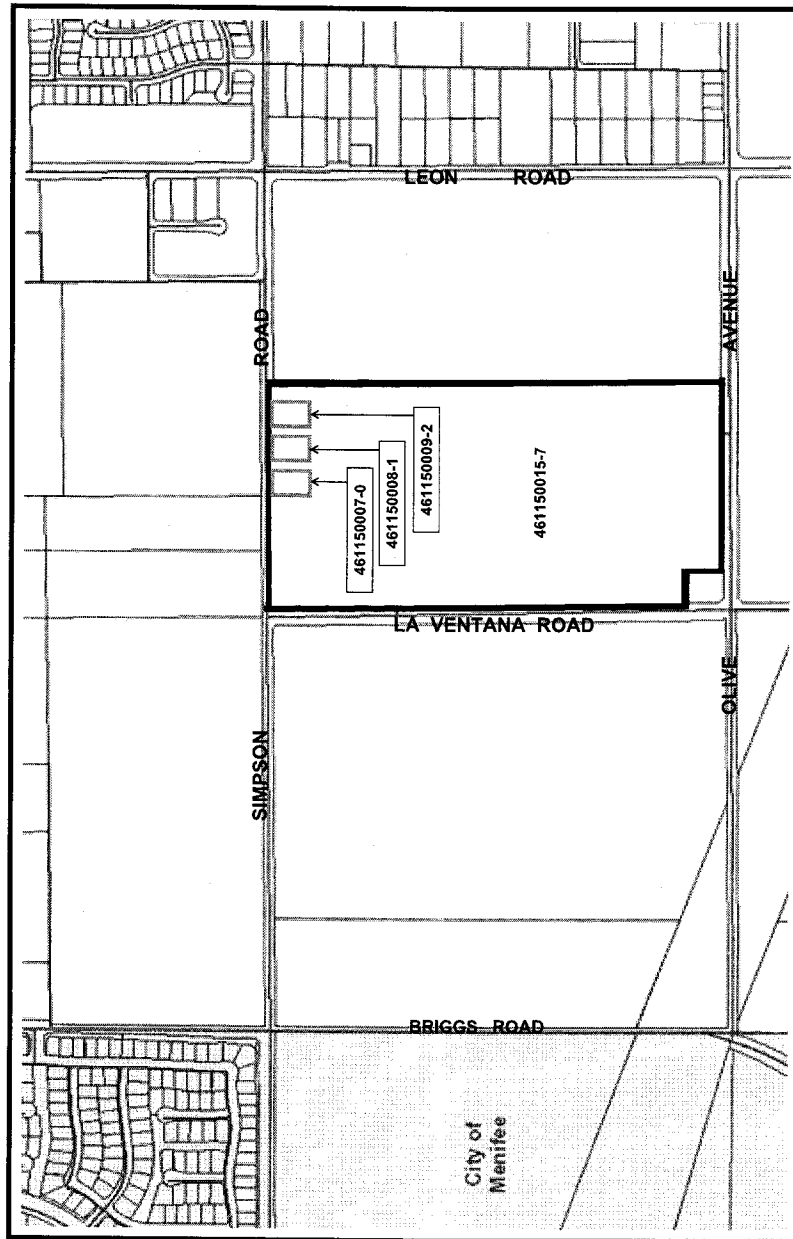 LEON ROAD
ROAD
AVENUE
461150009-2
461150008-1
461150007-0
461150015-7
LA VENTANA ROAD
OLIVE
SIMPSON
BRIGGS ROAD
City of
Menifee